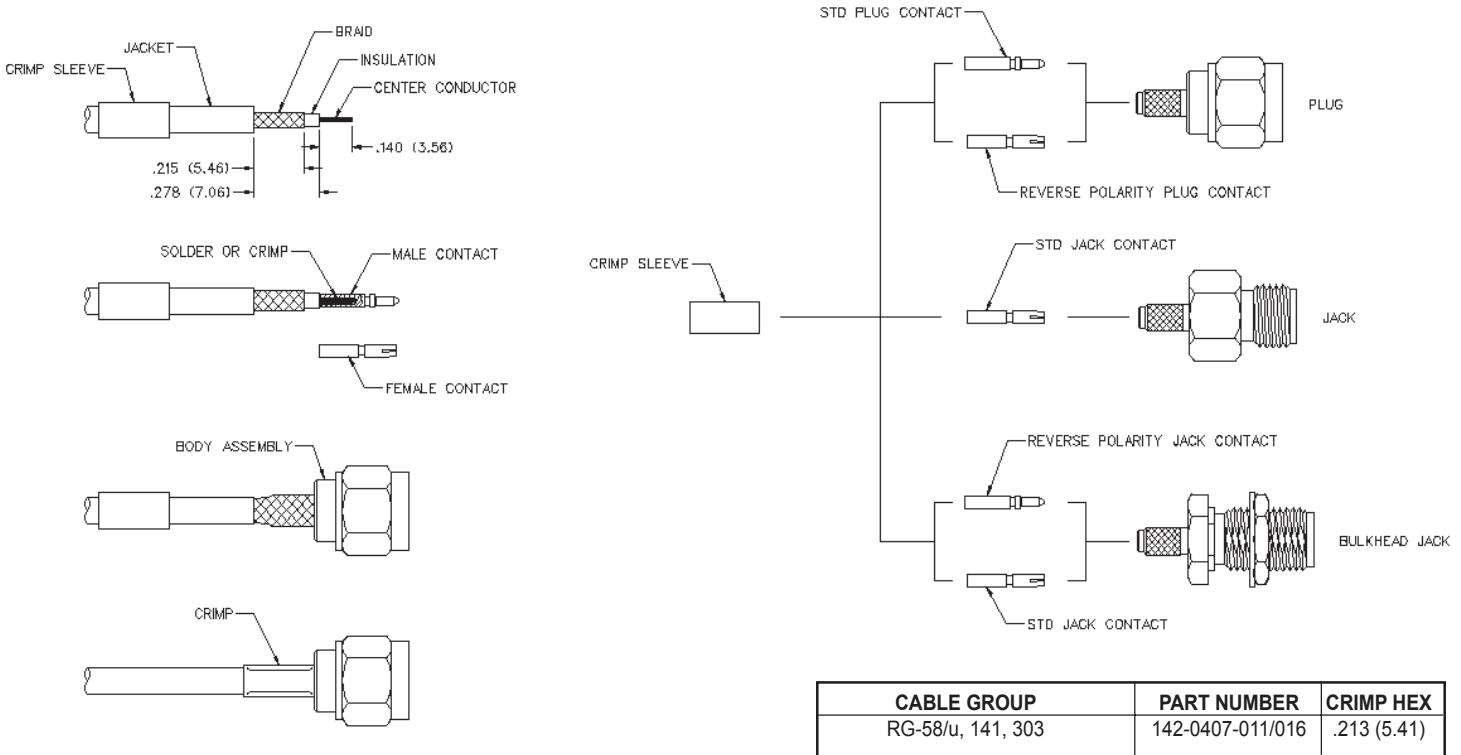 BRAID
JACKET
INSULATION
CRIMP SLEEVE
CENTER CONDUCTOR
.140 (3.56)
.215 (5.46)
.278 (7.06)
SOLDER OR CRIMP
MALE CONTACT
FEMALE CONTACT
BODY ASSEMBLY
CRIMP
STD PLUG CONTACT
PLUG
REVERSE POLARITY PLUG CONTACT
STD JACK CONTACT
CRIMP SLEEVE
JACK
REVERSE POLARITY JACK CONTACT
BULKHEAD JACK
STD JACK CONTACT
CABLE GROUP PART NUMBER CRIMP HEX
RG-58/u, 141, 303 142-0407-011/016 .213 (5.41)